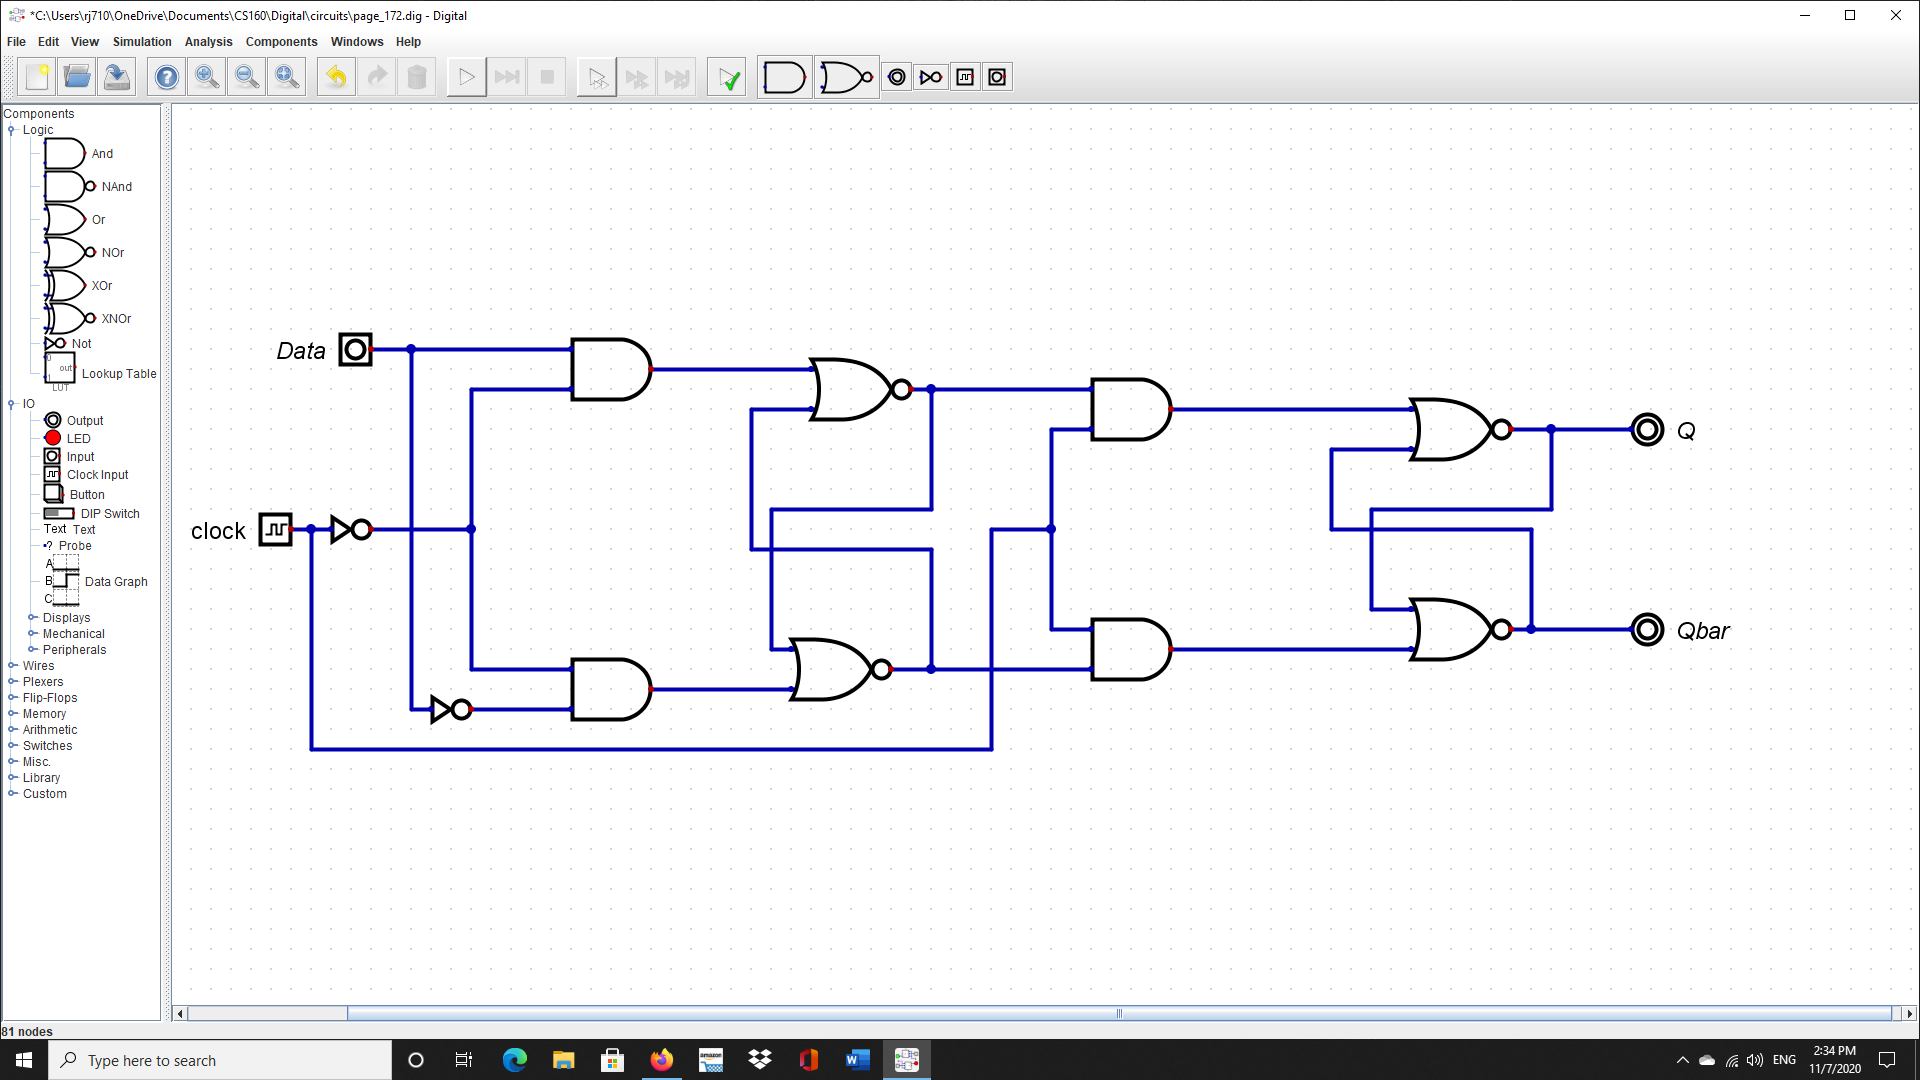 *C:\Users\rj710\OneDrive\Documents\CS160\Digital\circuits\page_172.dig - Digital
File Edit View Simulation Analysis Components Windows Help
Components
Logic
And
NAnd
Or
NOr
XOr
XNOr
Not
0
out
1
Lookup Table
LUT
IO
Output
LED
Input
Clock Input
Button
DIP Switch
Text Text
? Probe
A
B
C
Data Graph
Displays
Mechanical
Peripherals
Wires
Plexers
Flip-Flops
Memory
Arithmetic
Switches
Misc.
Library
Custom
Data
clock
Q
Qbar
81 nodes
Type here to search
amazon
W
ENG
2:34 PM
11/7/2020